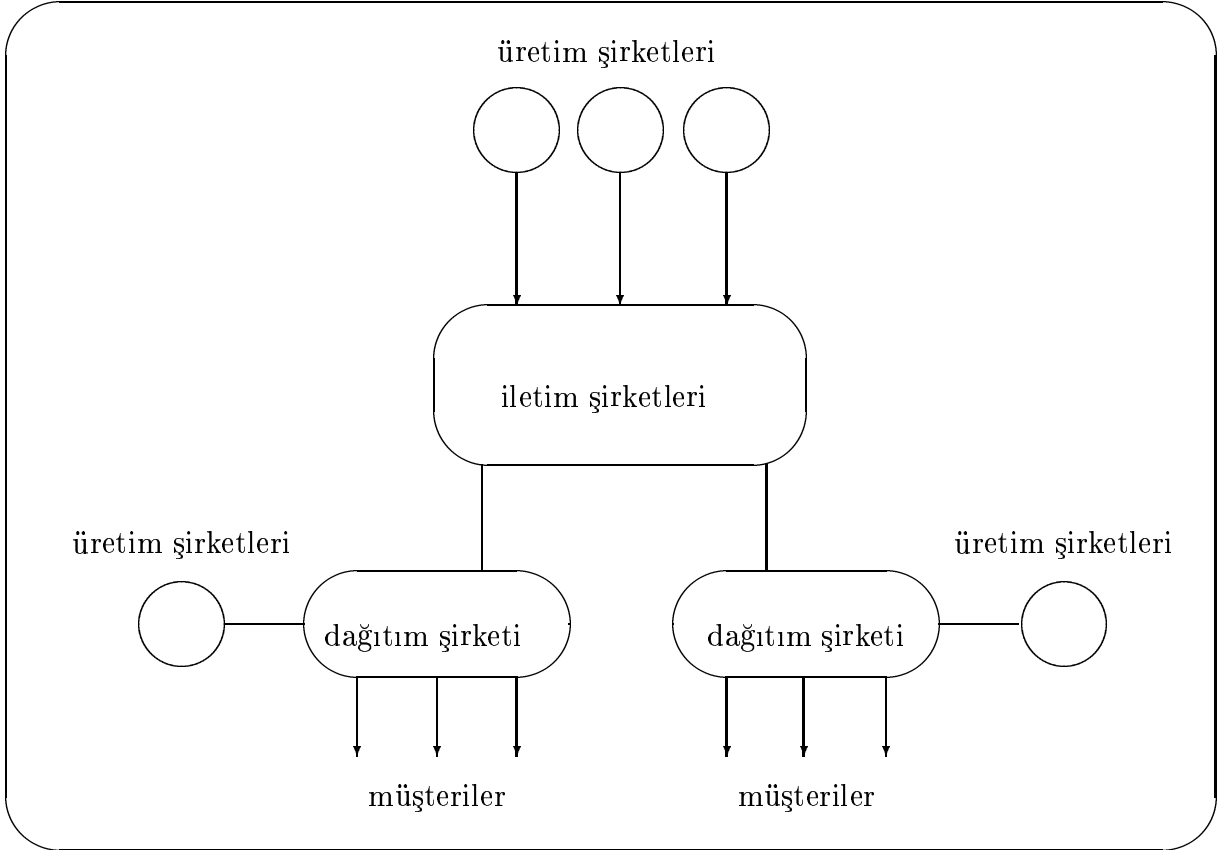 üretim şirketleri
iletim şirketleri
üretim şirketleri
üretim şirketleri
dağıtım şirketi
dağıtım şirketi
müşteriler
müşteriler